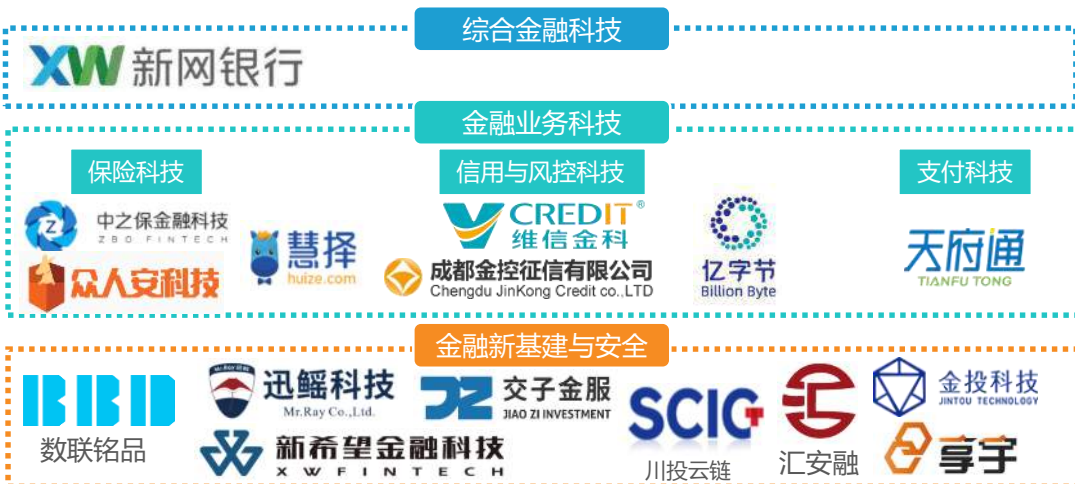 综合金融科技
XW 新网银行
金融业务科技
保险科技
信用与风控科技
支付科技
Z
中之保金融科技
ZBO FINTECH
慧择
huize.com
众人安科技
CREDIT®
维信金科
成都金控征信有限公司
Chengdu JinKong Credit co.,LTD
亿字节
Billion Byte
天府通
TIANFU TONG
金融新基建与安全
BBD
数联铭品
迅鳐科技
Mr.Ray Co.,Ltd.
新希望金融科技
XWFINTECH
交子金服
JIAO ZI INVESTMENT
SCIG
川投云链
汇安融
金投科技
JINTOU TECHNOLOGY
享宇